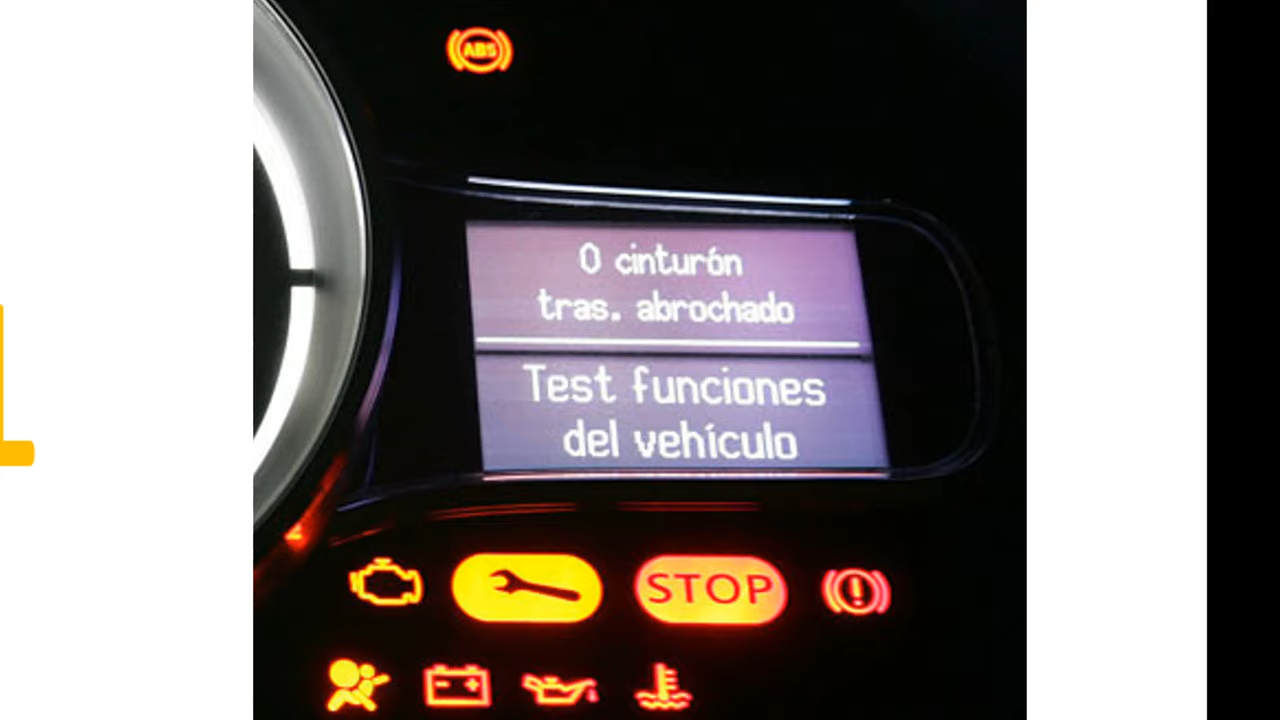 ABS
0 cinturón
tras. abrochado
Test funciones
del vehículo
STOP